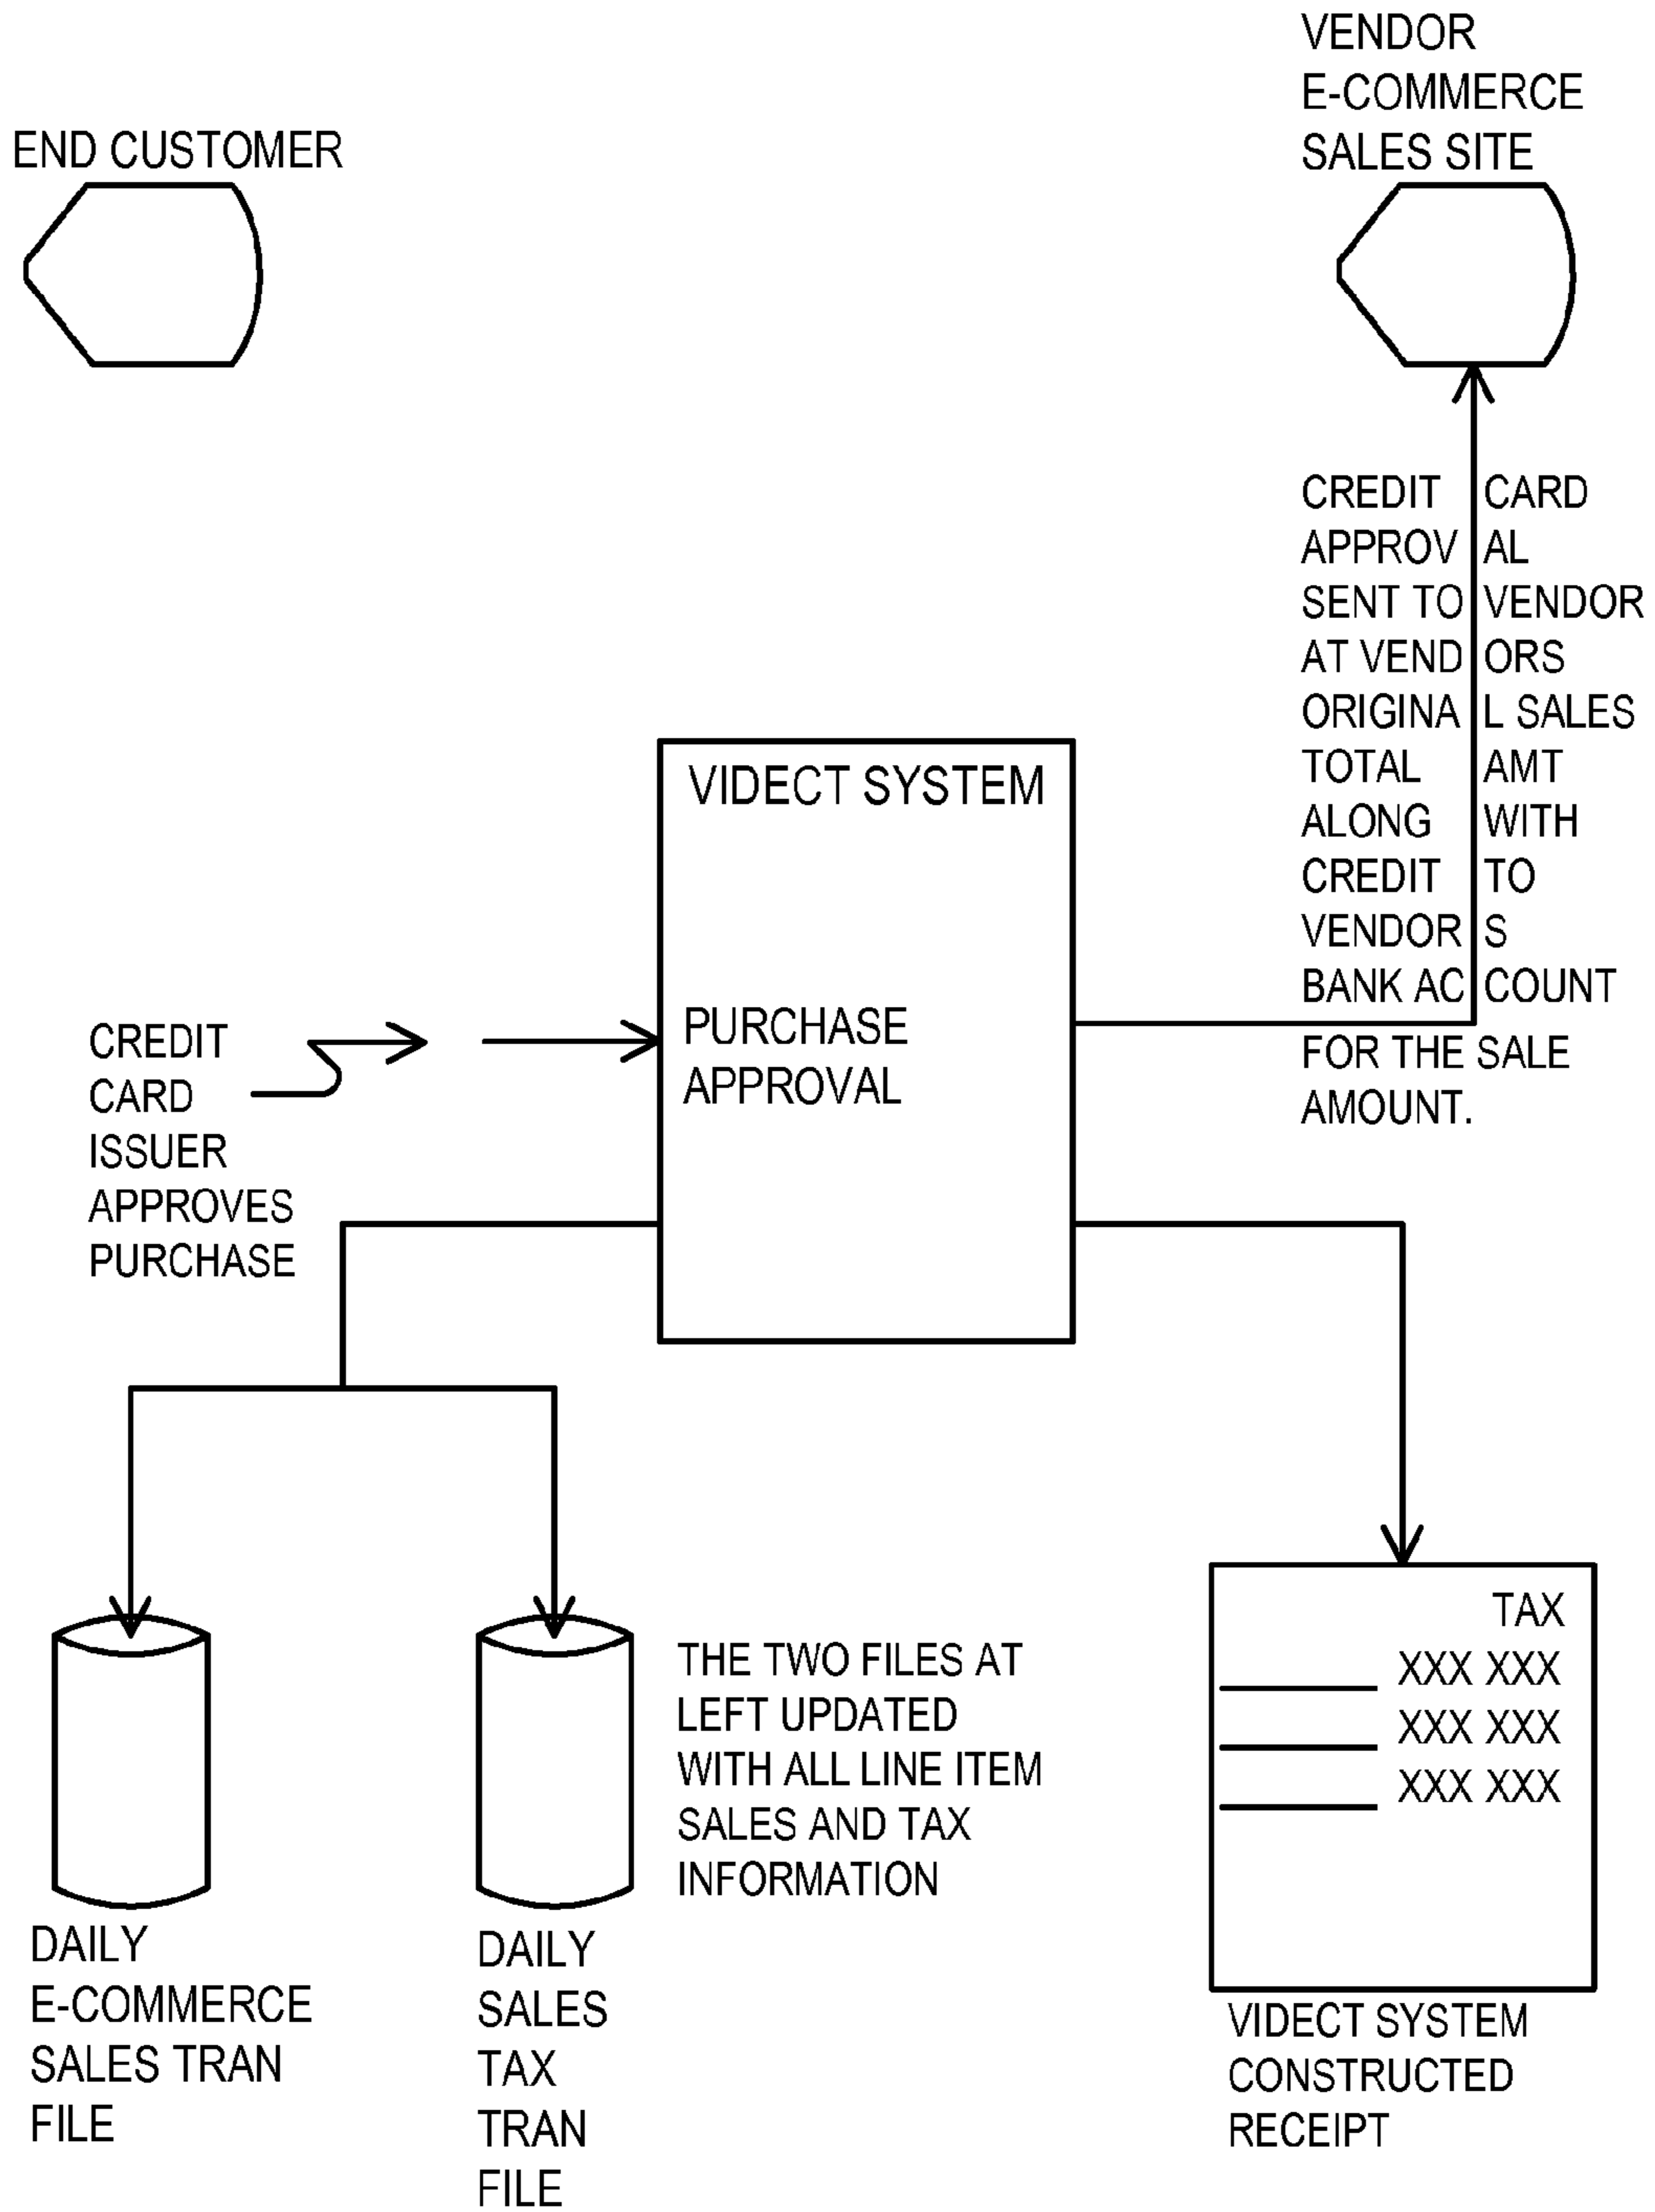 VENDOR
E-COMMERCE
SALES SITE
END CUSTOMER
CREDIT CARD
APPROV AL
SENT TO VENDOR
AT VEND ORS
ORIGINA L SALES
TOTAL AMT
ALONG WITH
CREDIT TO
VENDOR S
BANK AC COUNT
FOR THE SALE
AMOUNT.
VIDECT SYSTEM
PURCHASE
APPROVAL
CREDIT
CARD
ISSUER
APPROVES
PURCHASE
THE TWO FILES AT
LEFT UPDATED
WITH ALL LINE ITEM
SALES AND TAX
INFORMATION
TAX
XXX XXX
XXX XXX
XXX XXX
DAILY
E-COMMERCE
SALES TRAN
FILE
DAILY
SALES
TAX
TRAN
FILE
VIDECT SYSTEM
CONSTRUCTED
RECEIPT